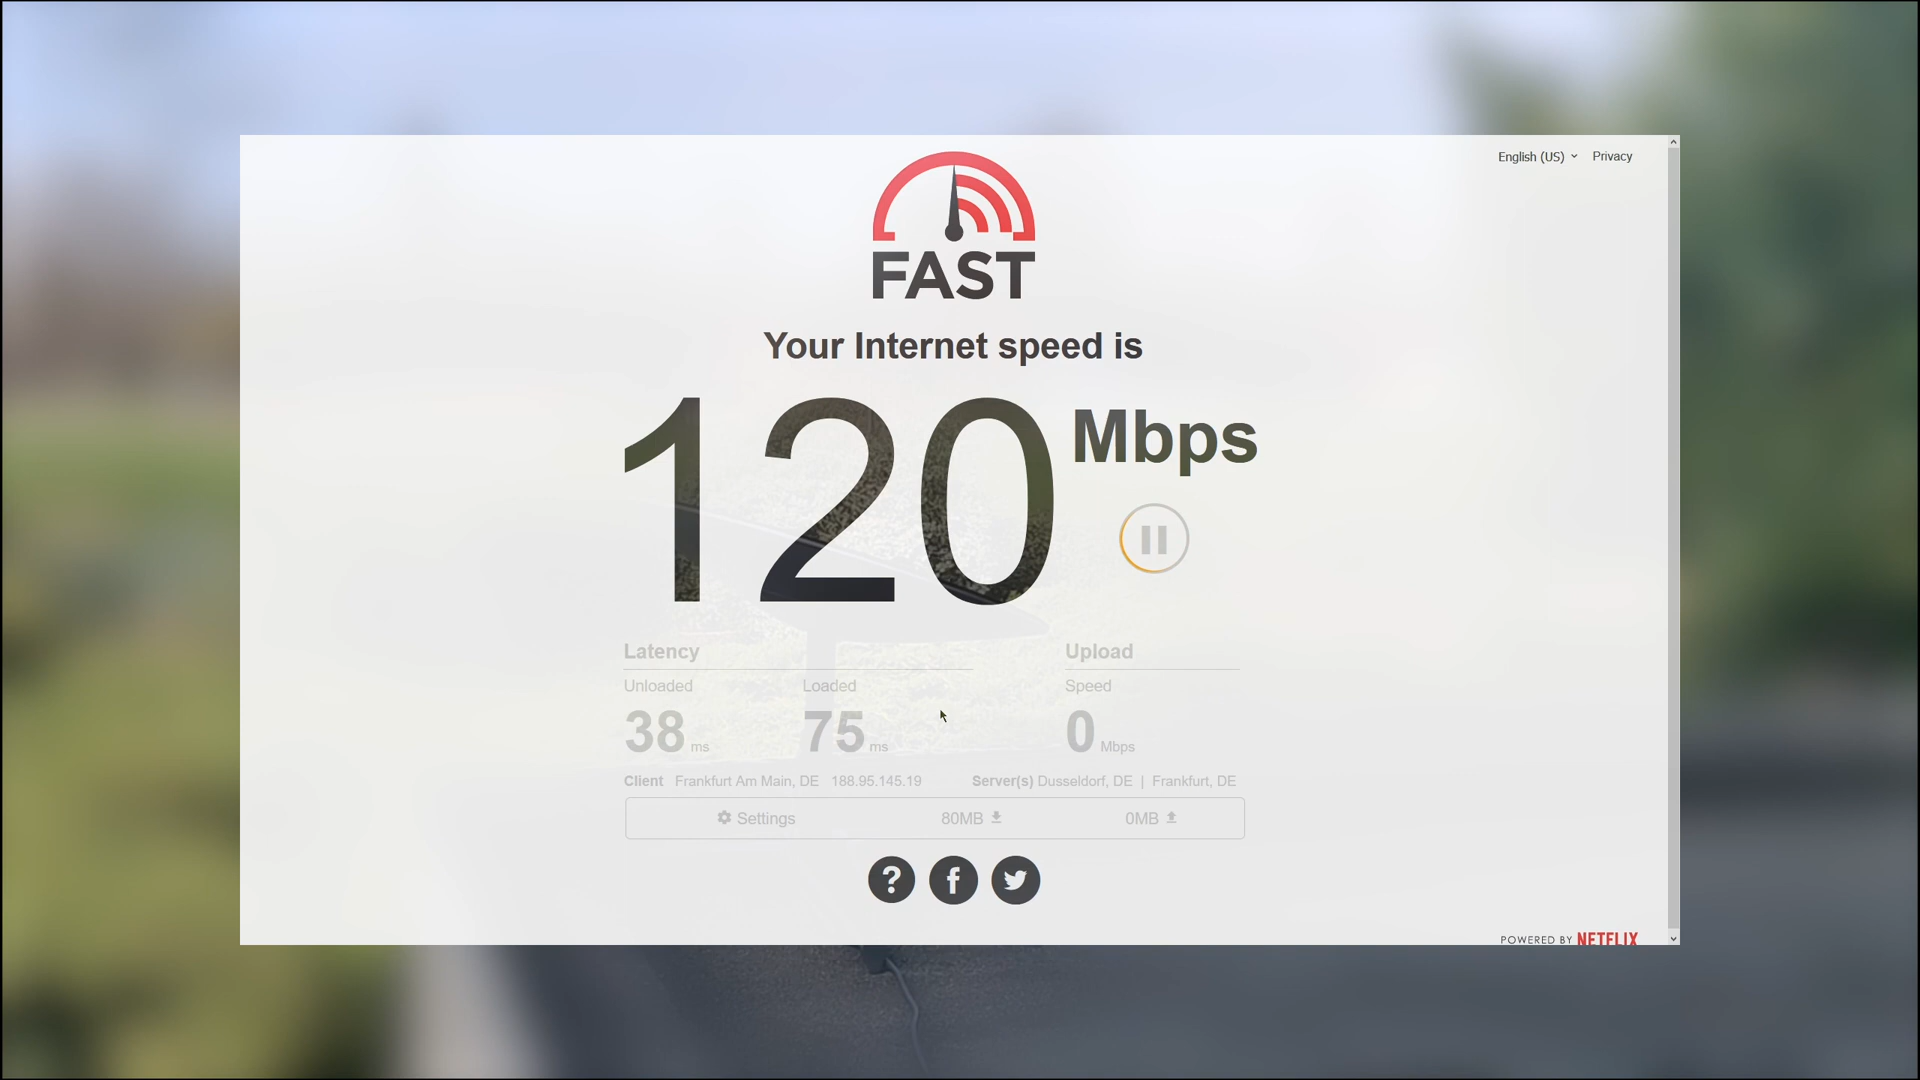 English (US) Privacy
FAST
Your Internet speed is
120 Mbps
Latency Upload
Unloaded Loaded Speed
38 ms 75 ms 0 Mbps
Client Frankfurt Am Main, DE 188.95.145.19 Server(s) Dusseldorf, DE | Frankfurt, DE
Settings 80MB 0MB
?
POWERED BY NETFLIX